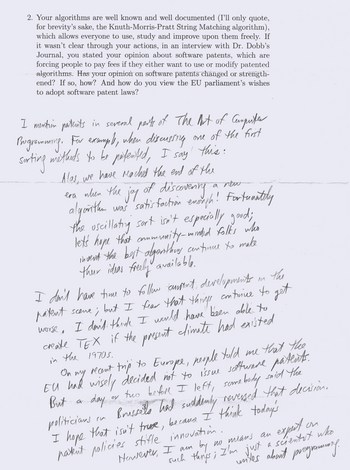 2. Your algorithms are well known and well documented (I'll only quote,
for brevity's sake, the Knuth-Morris-Pratt String Matching algorithm),
which allows everyone to use, study and improve upon them freely. If
it wasn't clear through your actions, in an interview with Dr. Dobb's
Journal, you stated your opinion about software patents, which are
forcing people to pay fees if they either want to use or modify patented
algorithms. Has your opinion on software patents changed or strength-
ened? If so, how? And how do you view the EU parliament's wishes
to adopt software patent laws?
I mention patents in several parts of The Art of Computer
Programming. For example, when discussing one of the first
sorting methods to be patented, I say this:
Alas, we have reached the end of the
era when the joy of discovering a new
algorithm was satisfaction enough! Fortunately
the oscillating sort isn't especially good;
let's hope that community-minded folks who
invent the best algorithms continue to make
their ideas freely available.
I don't have time to follow current developments in the
patent scene; but I fear that things continue to get
worse. I don't think I would have been able to
create TEX if the present climate had existed
in the 1970s.
On my recent trip to Europe, people told me that the
EU had wisely decided not to issue software patents.
But a day or two before I left, somebody said the
politicians in Brussels had suddenly reversed that decision.
I hope that isn't true, because I think today's
patent policies stifle innovation.
However, I am by no means an expert on
such things; I'm just a scientist who
writes about programming